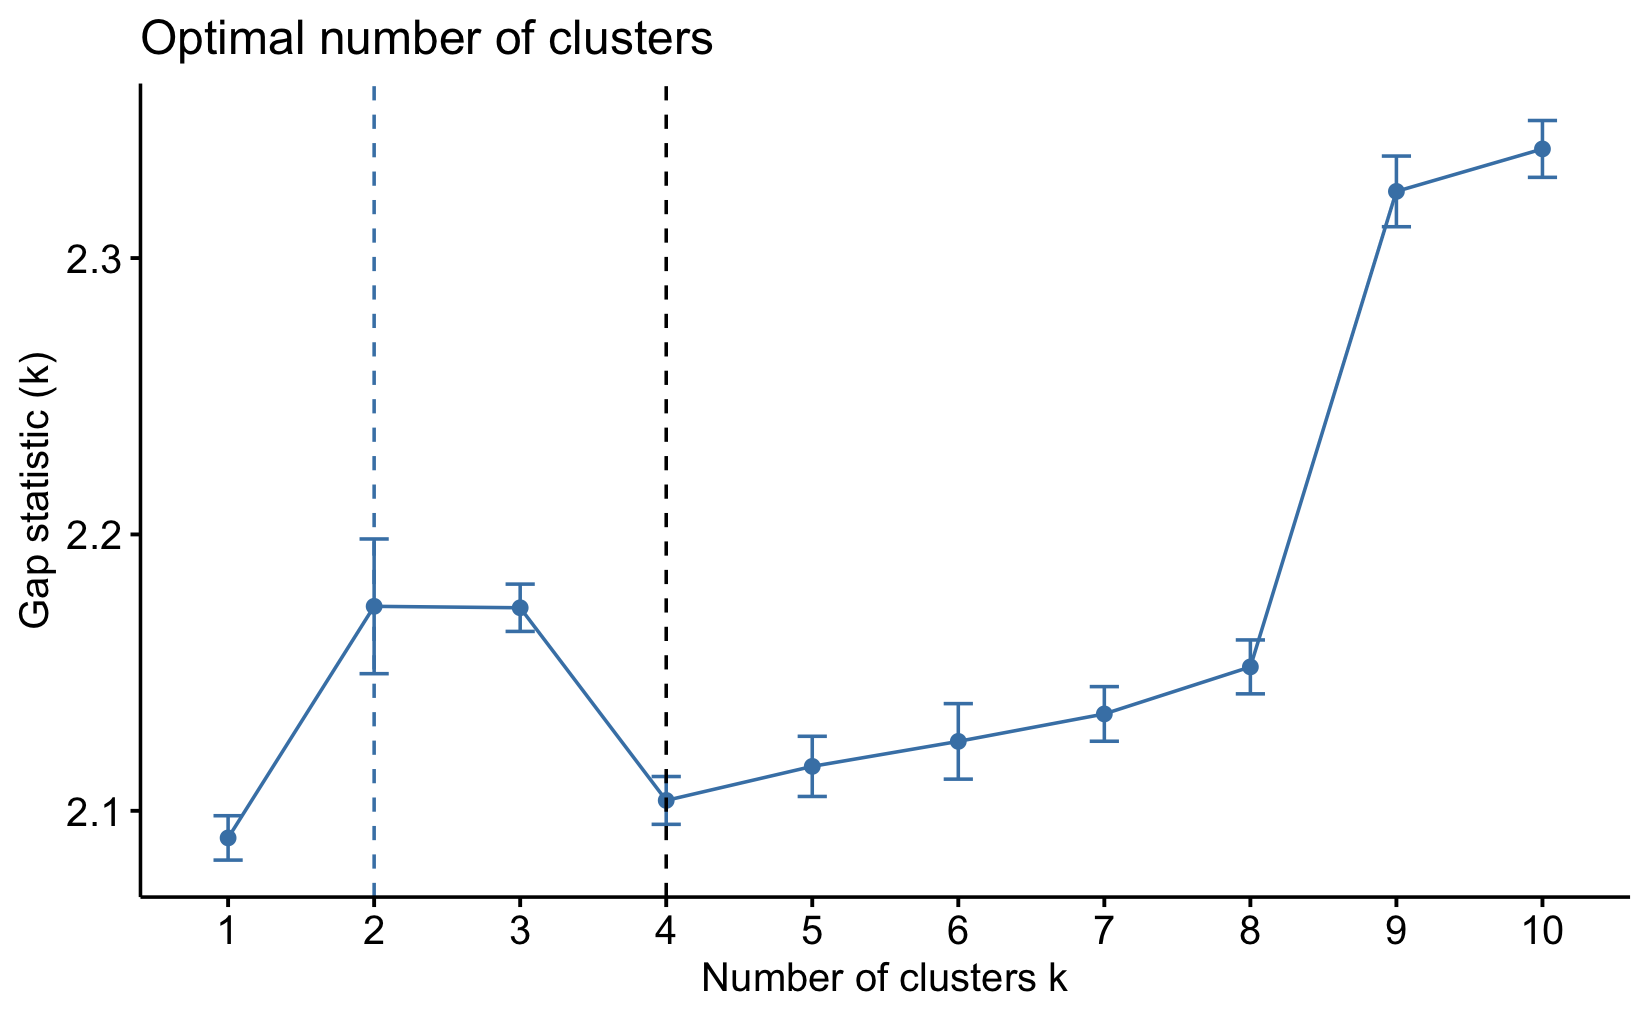 Optimal number of clusters
Gap statistic (k)
2.3
2.2
2.1
1 2 3 4 5 6 7 8 9 10
Number of clusters k